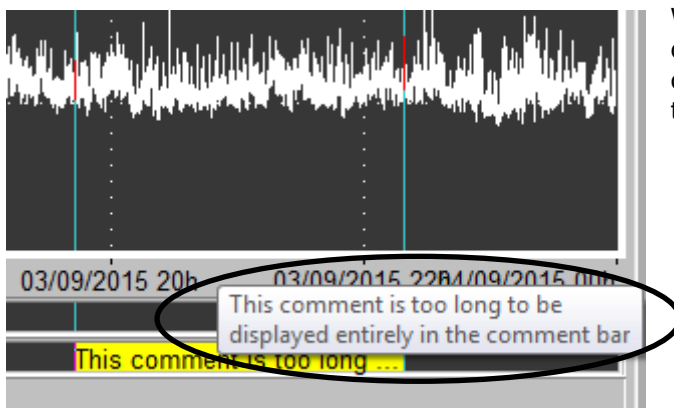 03/09/2015 20h 03/09/2015 22h 04/09/2015 00h
This comment is too long to be
displayed entirely in the comment bar
This comment is too long ...